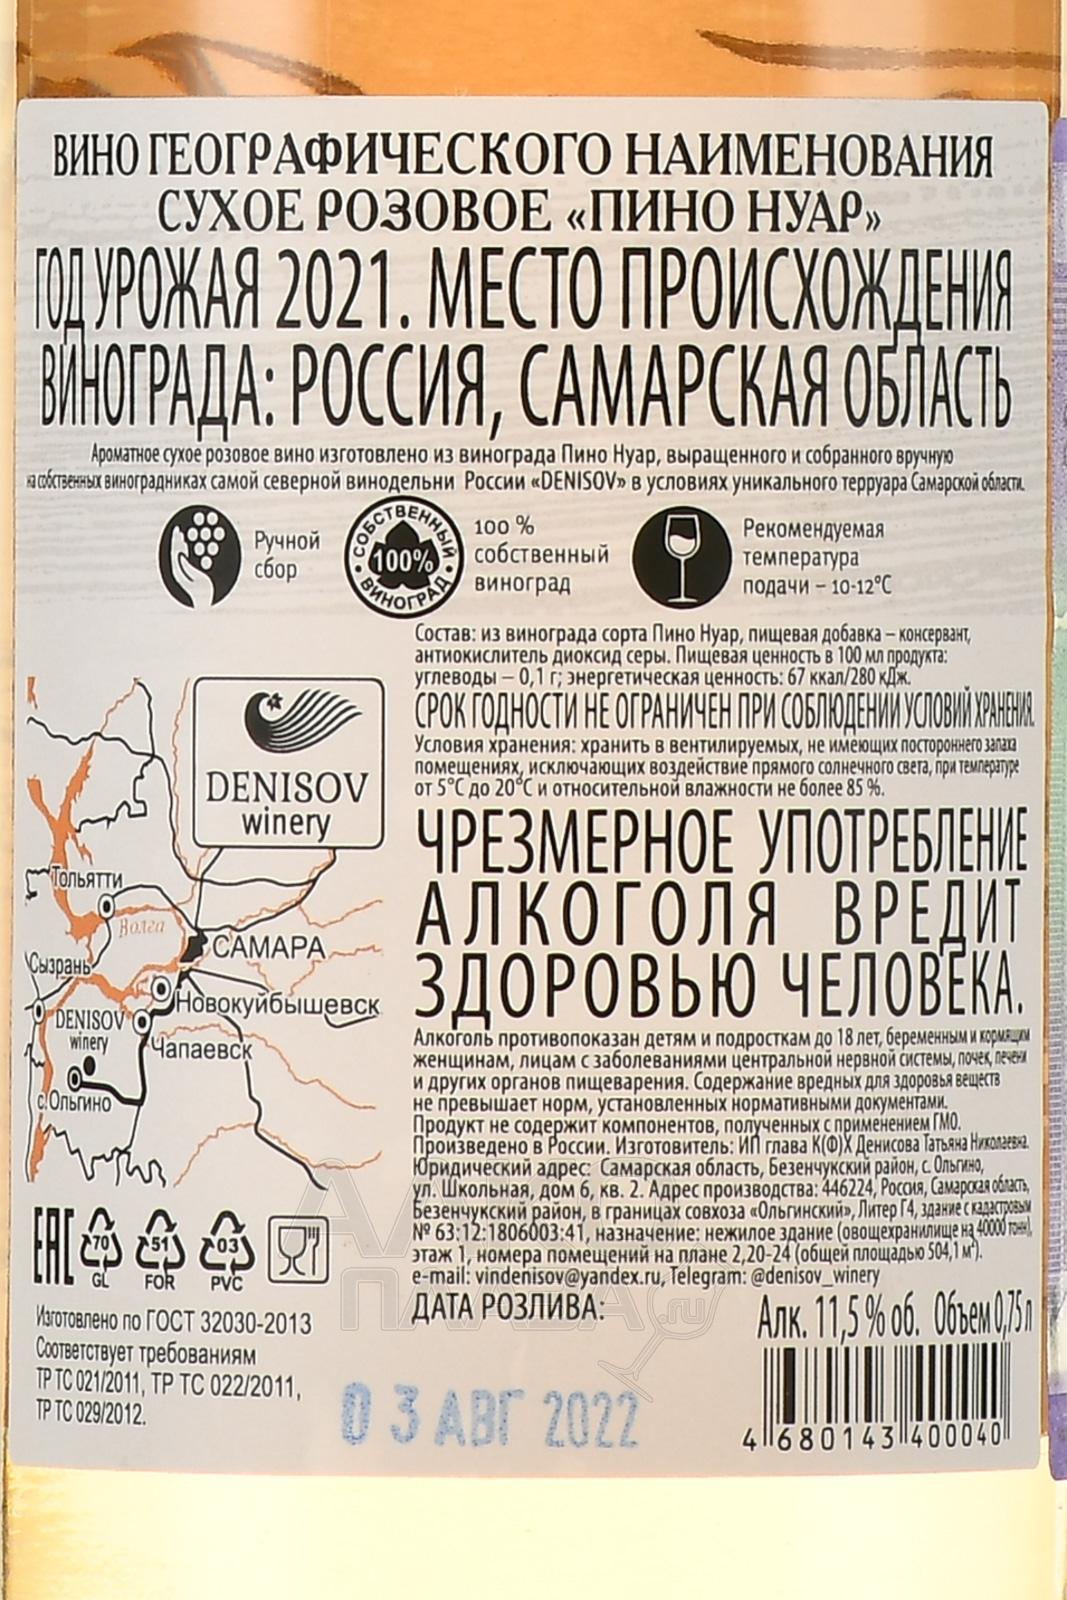 ВИНО ГЕОГРАФИЧЕСКОГО НАИМЕНОВАНИЯ
СУХОЕ РОЗОВОЕ «ПИНО НУАР»
ГОД УРОЖАЯ 2021. МЕСТО ПРОИСХОЖДЕНИЯ
ВИНОГРАДА: РОССИЯ, САМАРСКАЯ ОБЛАСТЬ
Ароматное сухое розовое вино изготовлено из винограда Пино Нуар, выращенного и собранного вручную
на собственных виноградниках самой северной винодельни России «DENISOV» в условиях уникального терруара Самарской области.
Ручной
сбор
СОБСТВЕННЫЙ
100%
ВИНОГРАД
100 %
собственный
виноград
Рекомендуемая
температура
подачи – 10-12°C
Состав: из винограда сорта Пино Нуар, пищевая добавка – консервант,
антиокислитель диоксид серы. Пищевая ценность в 100 мл продукта:
углеводы – 0,1 г; энергетическая ценность: 67 ккал/280 кДж.
СРОК ГОДНОСТИ НЕ ОГРАНИЧЕН ПРИ СОБЛЮДЕНИИ УСЛОВИЙ ХРАНЕНИЯ.
Условия хранения: хранить в вентилируемых, не имеющих постороннего запаха
помещениях, исключающих воздействие прямого солнечного света, при температуре
от 5°С до 20°С и относительной влажности не более 85 %.
ЧРЕЗМЕРНОЕ УПОТРЕБЛЕНИЕ
АЛКОГОЛЯ ВРЕДИТ
ЗДОРОВЬЮ ЧЕЛОВЕКА.
Алкоголь противопоказан детям и подросткам до 18 лет, беременным и кормящим
женщинам, лицам с заболеваниями центральной нервной системы, почек, печени
и других органов пищеварения. Содержание вредных для здоровья веществ
не превышает норм, установленных нормативными документами.
Продукт не содержит компонентов, полученных с применением ГМО.
Произведено в России. Изготовитель: ИП глава К(Ф)Х Денисова Татьяна Николаевна.
Юридический адрес: Самарская область, Безенчукский район, с. Ольгино,
ул. Школьная, дом 6, кв. 2. Адрес производства: 446224, Россия, Самарская область,
Безенчукский район, в границах совхоза «Ольгинский», Литер Г4, здание с кадастровым
№ 63:12:1806003:41, назначение: нежилое здание (овощехранилище на 40000 тонн),
этаж 1, номера помещений на плане 2,20-24 (общей площадью 504,1 м²).
e-mail: vindenisov@yandex.ru, Telegram: @denisov_winery
ДАТА РОЗЛИВА:
Алк. 11,5 % об. Объем 0,75 л
DENISOV
winery
Тольятти
Волга
САМАРА
Сызрань
Новокуйбышевск
DENISOV
winery
Чапаевск
с.Ольгино
EAC
70
GL
51
FOR
03
PVC
Изготовлено по ГОСТ 32030-2013
Соответствует требованиям
ТР ТС 021/2011, ТР ТС 022/2011,
ТР ТС 029/2012.
03 АВГ 2022
4 680143 400040
.ru